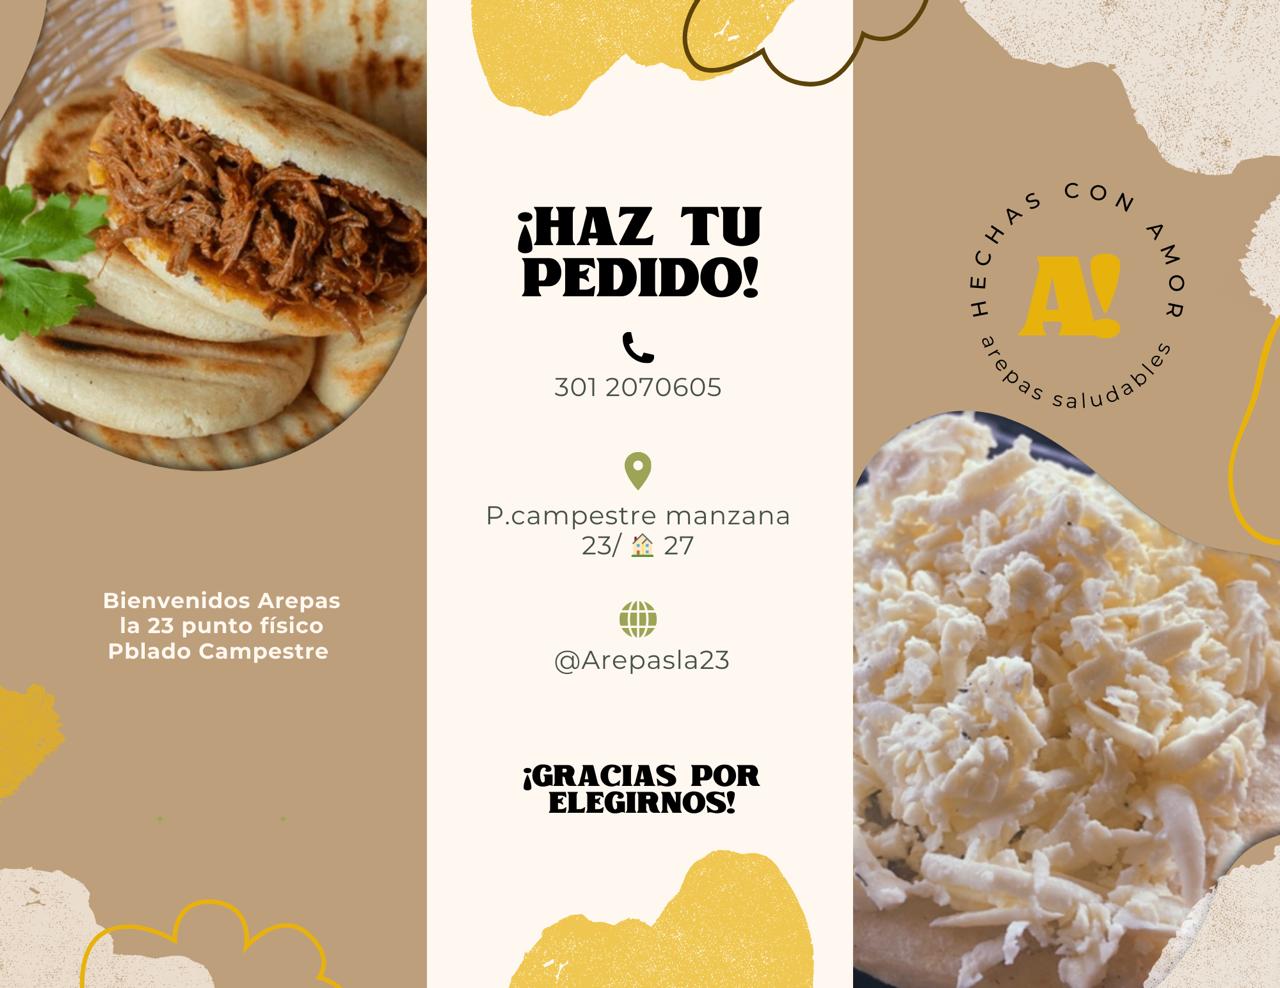 Bienvenidos Arepas
la 23 punto físico
Pblado Campestre
¡HAZ TU
PEDIDO!
301 2070605
P.campestre manzana
23/ 🏠 27
@Arepasla23
¡GRACIAS POR
ELEGIRNOS!
HECHAS CON AMOR
A!
arepas saludables